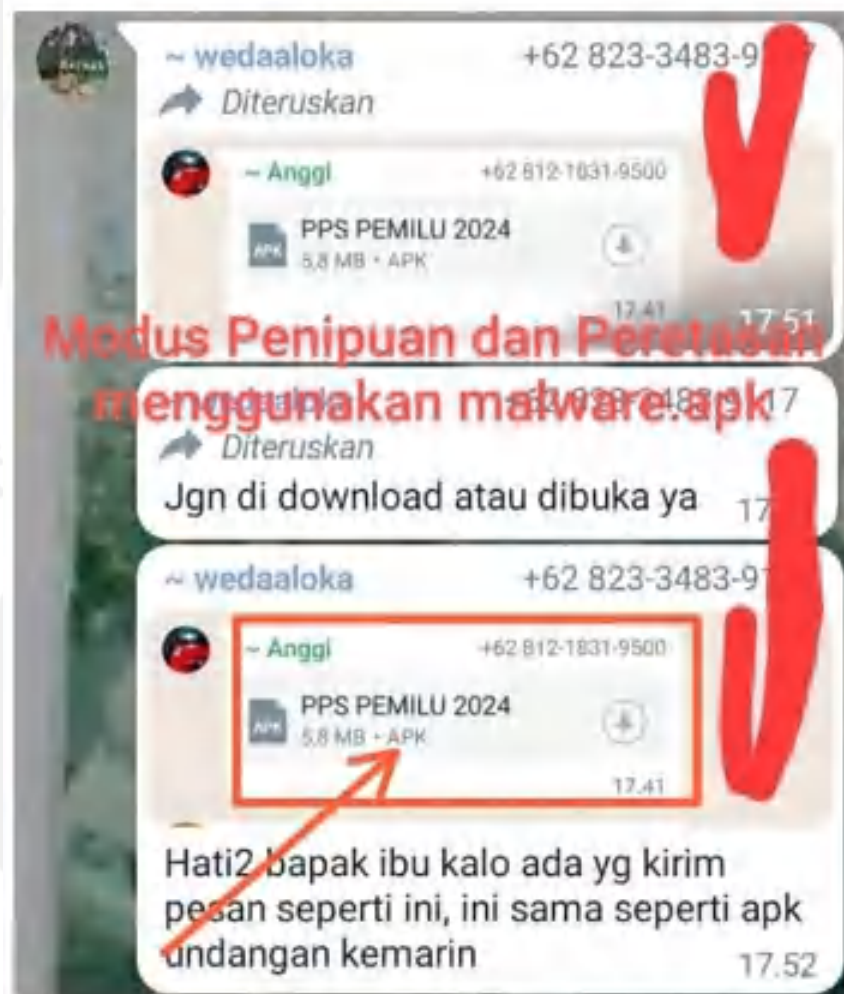 ~ wedaaloka +62 823-3483-9
Diteruskan
~ Anggi +62 812-1831-9500
PPS PEMILU 2024
APK
5,8 MB • APK
17.41
17.51
Modus Penipuan dan Peretasan
menggunakan malware.apk
17
Diteruskan
Jgn di download atau dibuka ya 17
~ wedaaloka +62 823-3483-9
~ Anggi +62 812-1831-9500
PPS PEMILU 2024
APK
5,8 MB • APK
17.41
Hati2 bapak ibu kalo ada yg kirim
pesan seperti ini, ini sama seperti apk
undangan kemarin 17.52